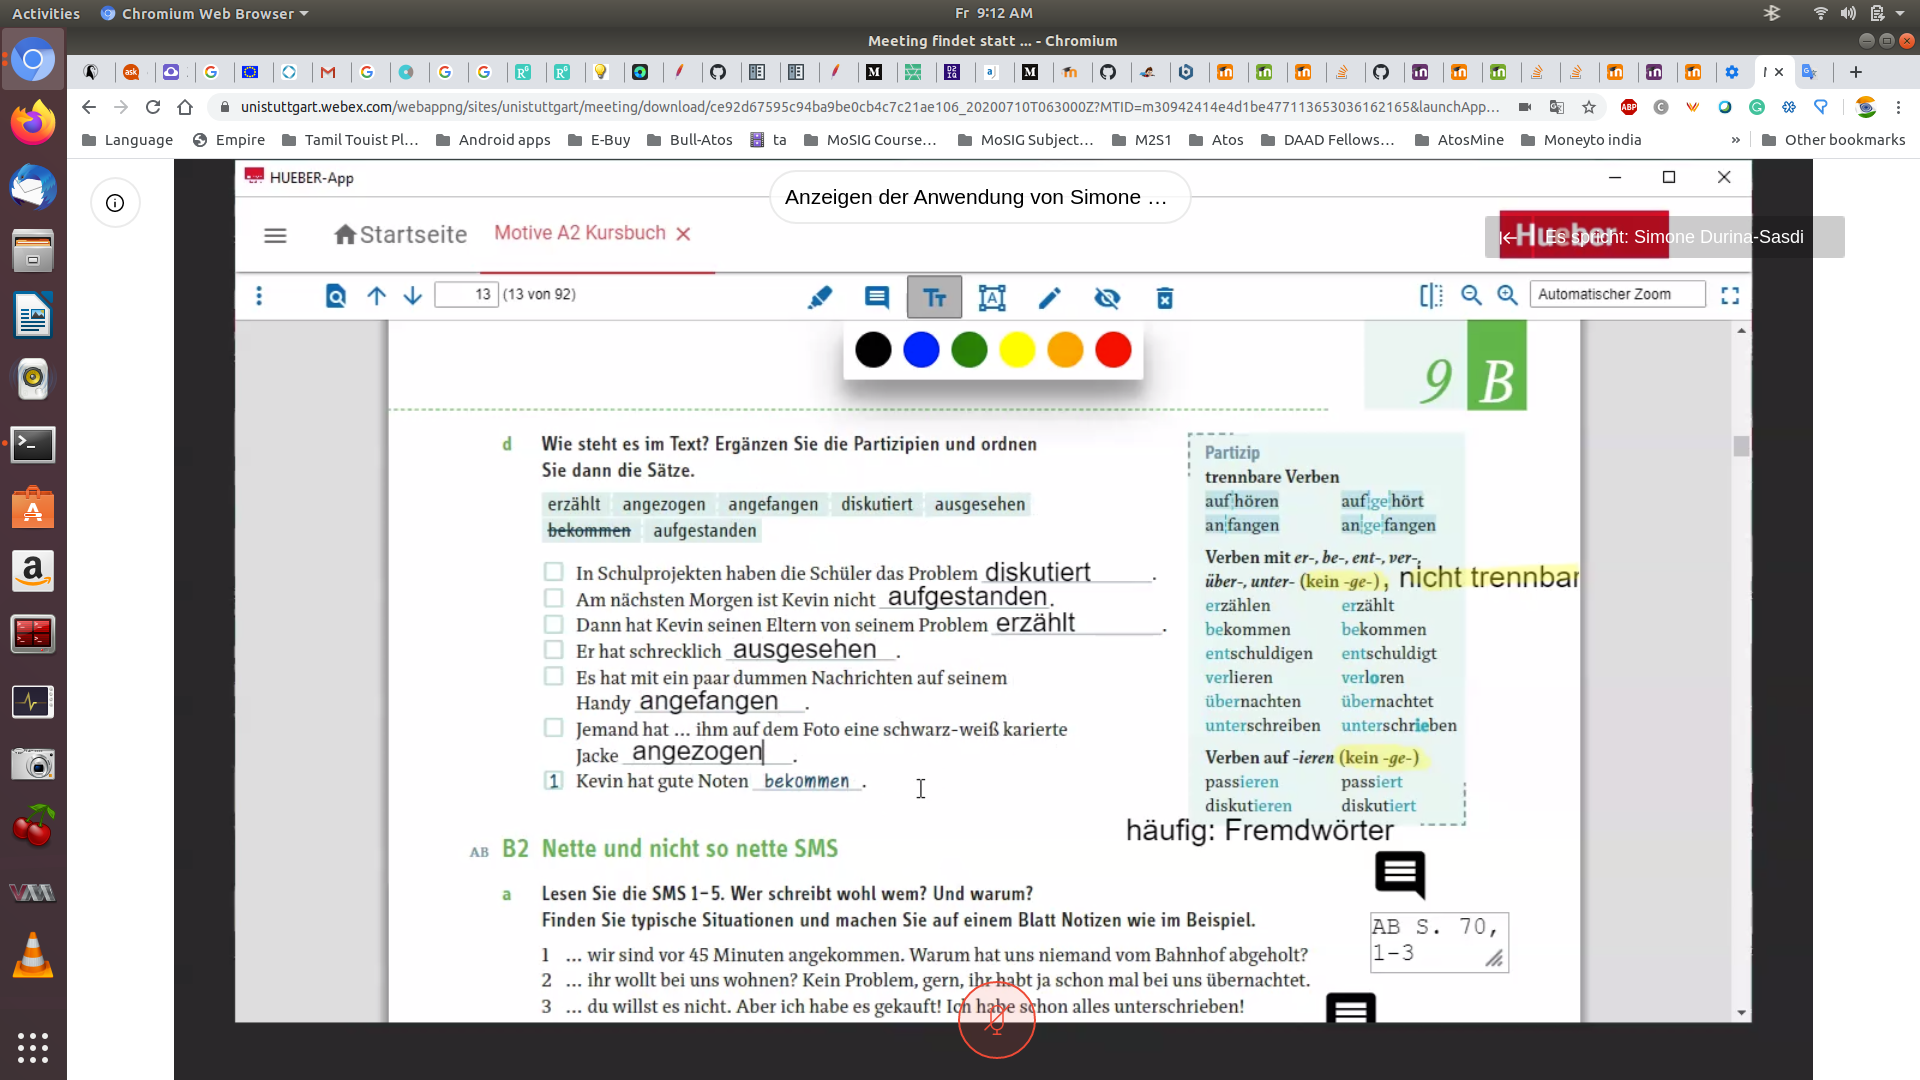 Activities
Chromium Web Browser
Fr 9:12 AM
Meeting findet statt ... - Chromium
unistuttgart.webex.com/webappng/sites/unistuttgart/meeting/download/ce92d67595c94ba9be0cb4c7c21ae106_20200710T063000Z?MTID=m30942414e4d1be477113653036162165&launchApp...
Language
Empire
Tamil Touist Pl...
Android apps
E-Buy
Bull-Atos
ta
MoSIG Course...
MoSIG Subject...
M2S1
Atos
DAAD Fellows...
AtosMine
Moneyto india
»
Other bookmarks
HUEBER-App
Anzeigen der Anwendung von Simone ...
Startseite
Motive A2 Kursbuch
Hueber
Es spricht: Simone Durina-Sasdi
13 (13 von 92)
Automatischer Zoom
9 B
d Wie steht es im Text? Ergänzen Sie die Partizipien und ordnen
Sie dann die Sätze.
erzählt angezogen angefangen diskutiert ausgesehen
bekommen aufgestanden
In Schulprojekten haben die Schüler das Problem diskutiert.
Am nächsten Morgen ist Kevin nicht aufgestanden.
Dann hat Kevin seinen Eltern von seinem Problem erzählt.
Er hat schrecklich ausgesehen.
Es hat mit ein paar dummen Nachrichten auf seinem
Handy angefangen.
Jemand hat ... ihm auf dem Foto eine schwarz-weiß karierte
Jacke angezogen.
1 Kevin hat gute Noten bekommen.
Partizip
trennbare Verben
auf|hören auf|ge|hört
an|fangen an|ge|fangen
Verben mit er-, be-, ent-, ver-,
über-, unter- (kein -ge-), nicht trennbar
erzählen erzählt
bekommen bekommen
entschuldigen entschuldigt
verlieren verloren
übernachten übernachtet
unterschreiben unterschrieben
Verben auf -ieren (kein -ge-)
passieren passiert
diskutieren diskutiert
häufig: Fremdwörter
AB B2 Nette und nicht so nette SMS
a Lesen Sie die SMS 1–5. Wer schreibt wohl wem? Und warum?
Finden Sie typische Situationen und machen Sie auf einem Blatt Notizen wie im Beispiel.
1 ... wir sind vor 45 Minuten angekommen. Warum hat uns niemand vom Bahnhof abgeholt?
2 ... ihr wollt bei uns wohnen? Kein Problem, gern, ihr habt ja schon mal bei uns übernachtet.
3 ... du willst es nicht. Aber ich habe es gekauft! Ich habe schon alles unterschrieben!
AB S. 70,
1-3